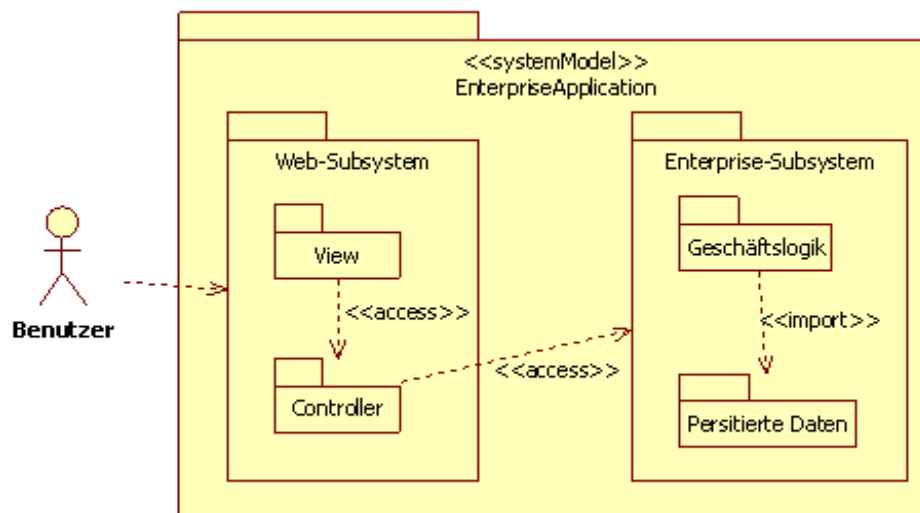 <<systemModel>>
EnterpriseApplication
Web-Subsystem
Enterprise-Subsystem
View
Geschäftslogik
<<access>>
<<import>>
Benutzer
<<access>>
Controller
Persitierte Daten